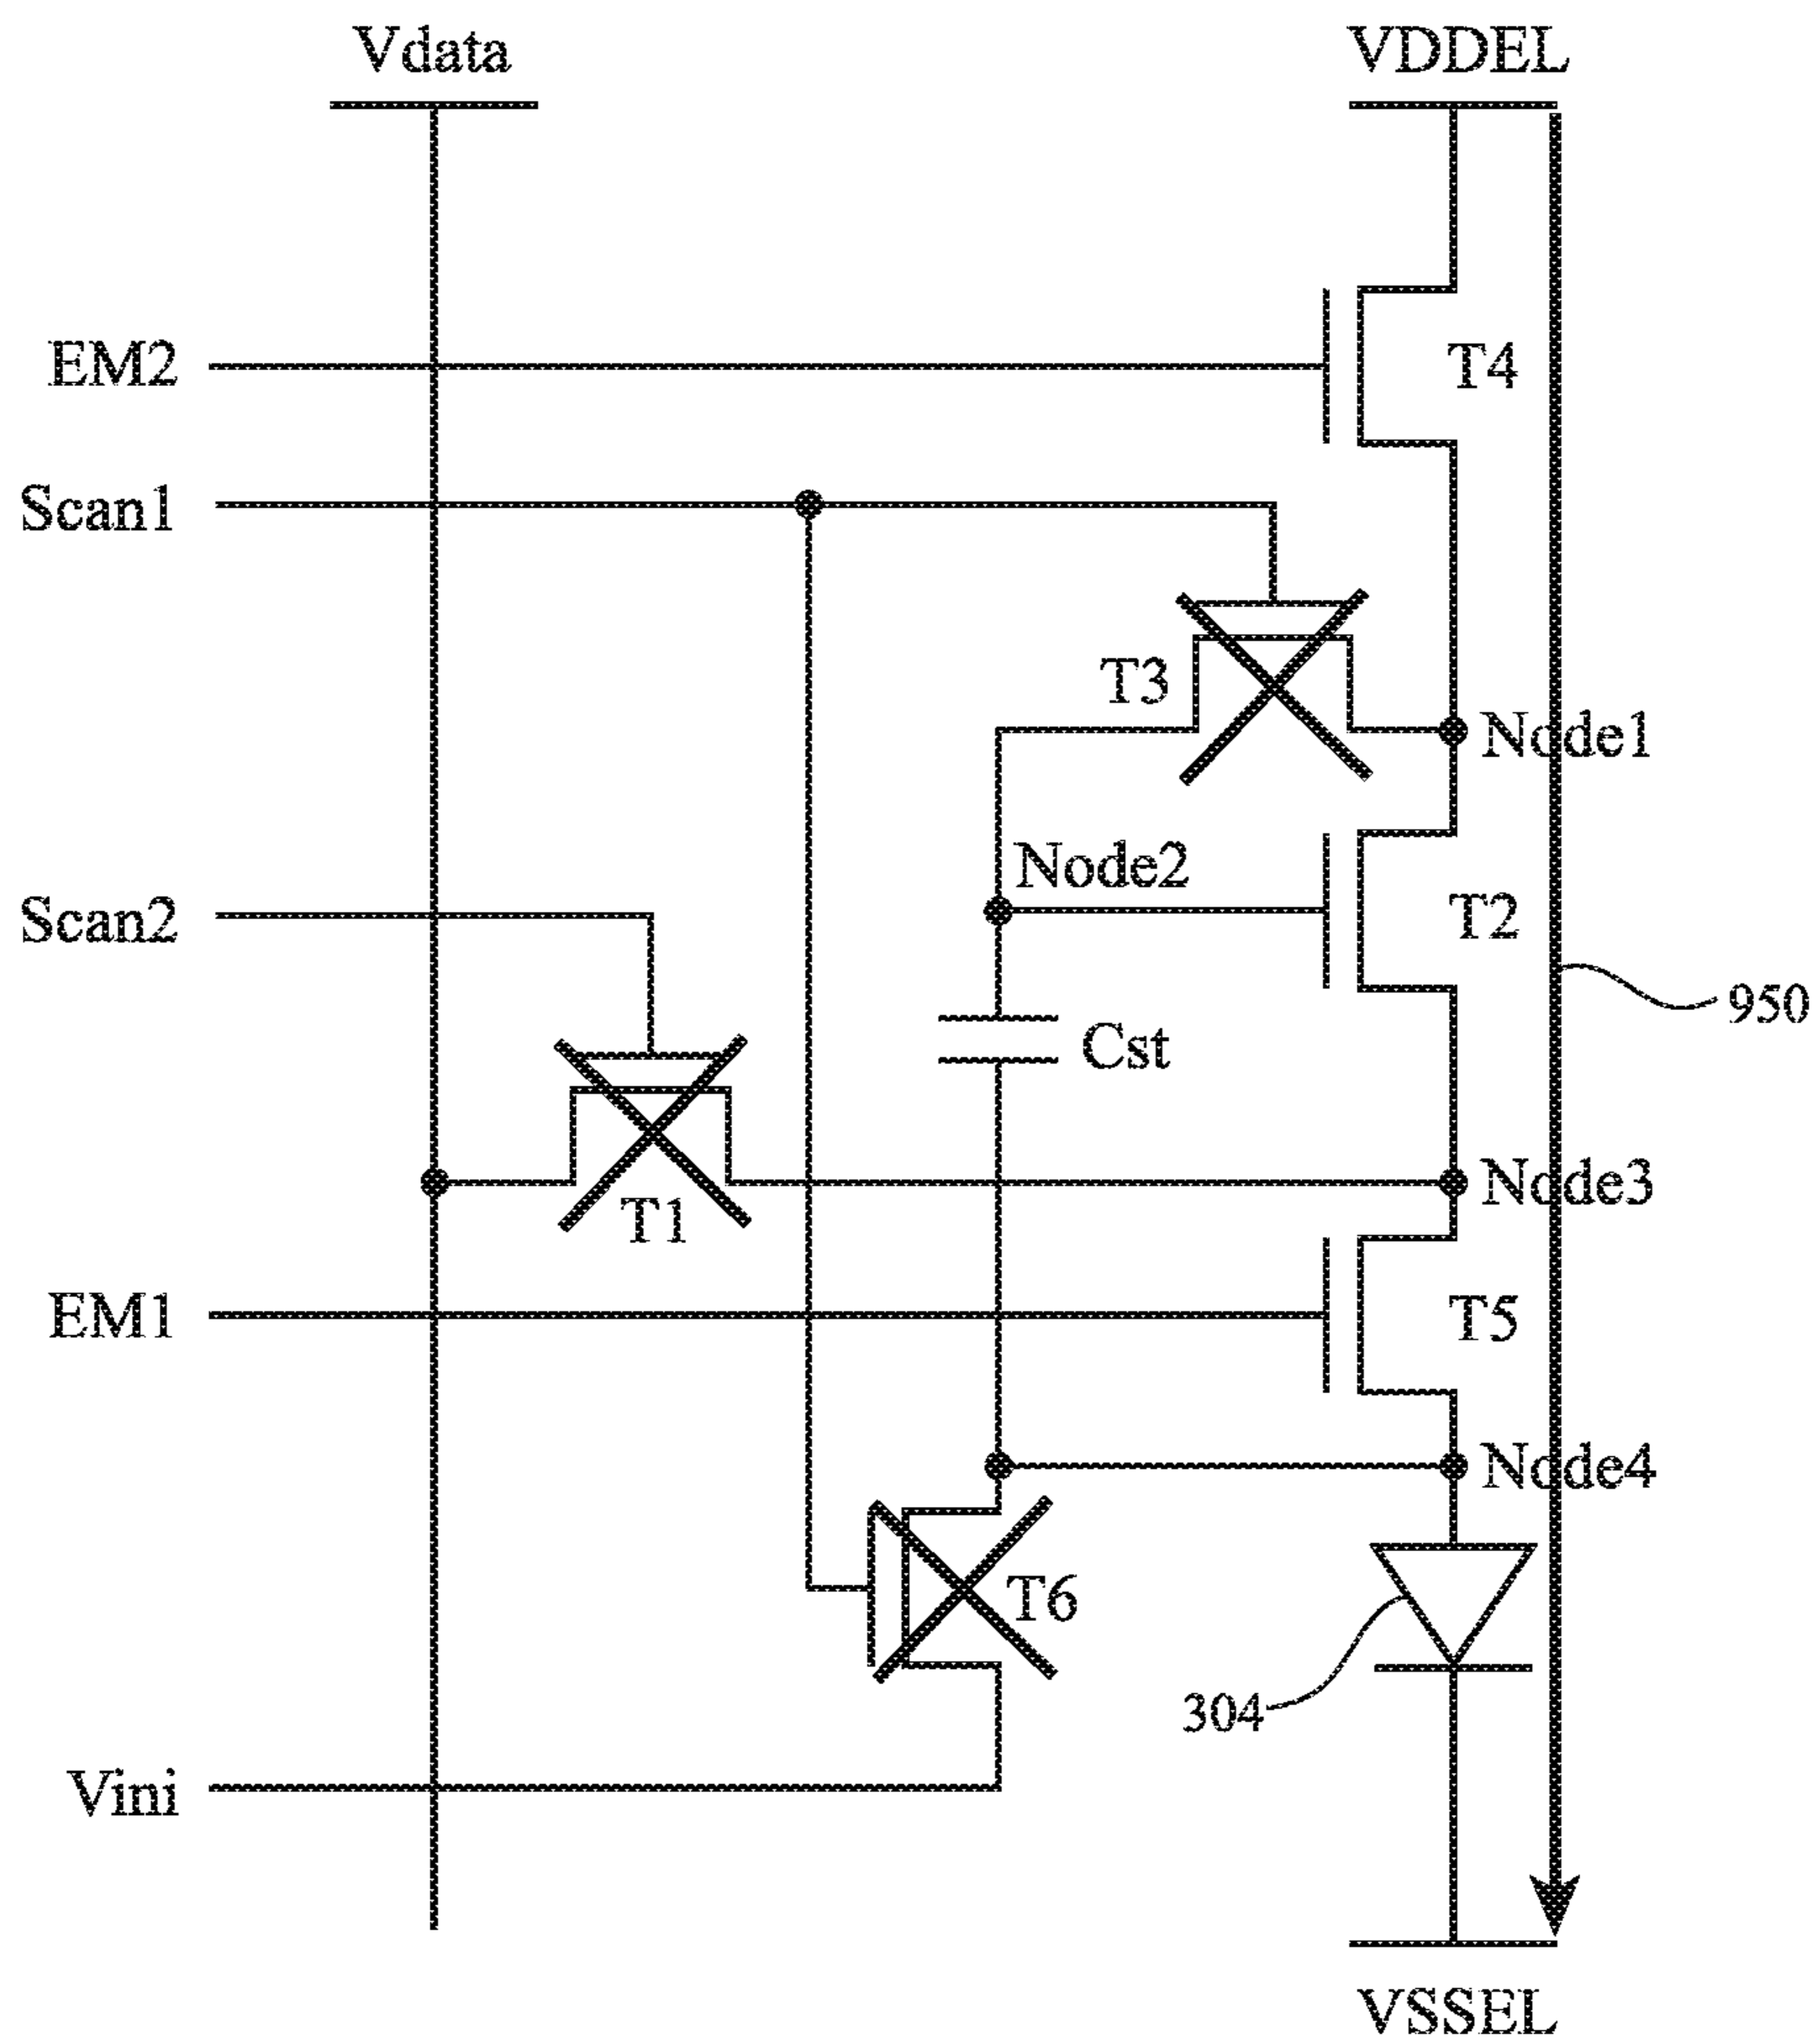 Vdata
VDDEL
EM2
T4
Scan1
T3
Node1
Node2
Scan2
T2
950
Cst
Node3
T1
EM1
T5
Node4
T6
304
Vini
VSSEL